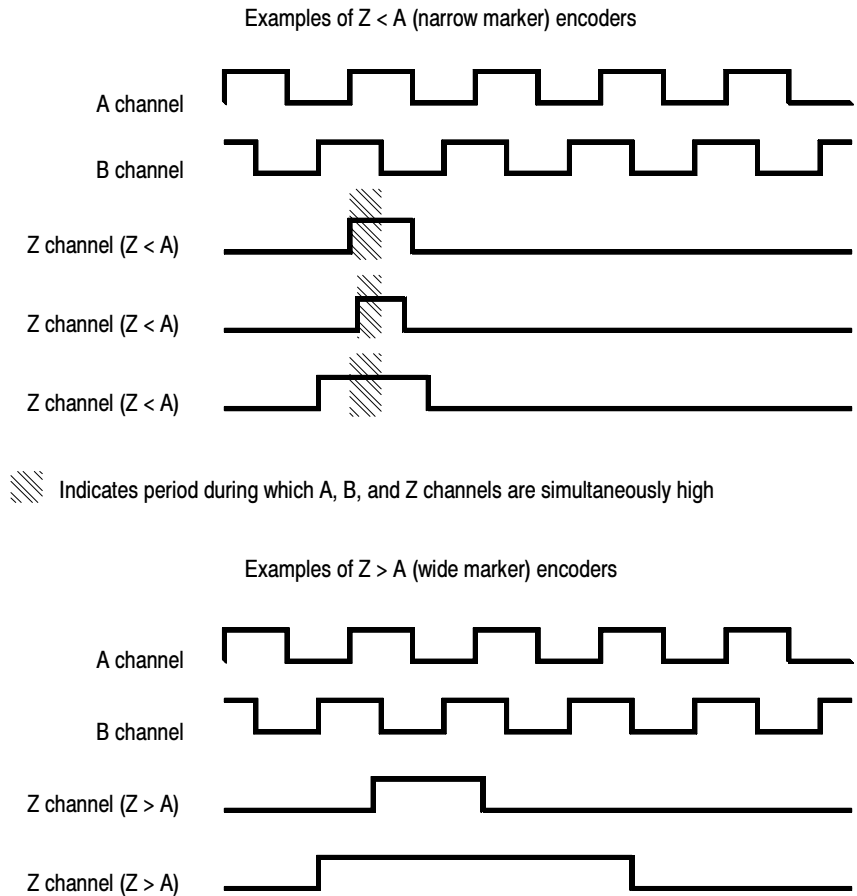 Examples of Z < A (narrow marker) encoders
A channel
B channel
Z channel (Z < A)
Z channel (Z < A)
Z channel (Z < A)
Indicates period during which A, B, and Z channels are simultaneously high
Examples of Z > A (wide marker) encoders
A channel
B channel
Z channel (Z > A)
Z channel (Z > A)